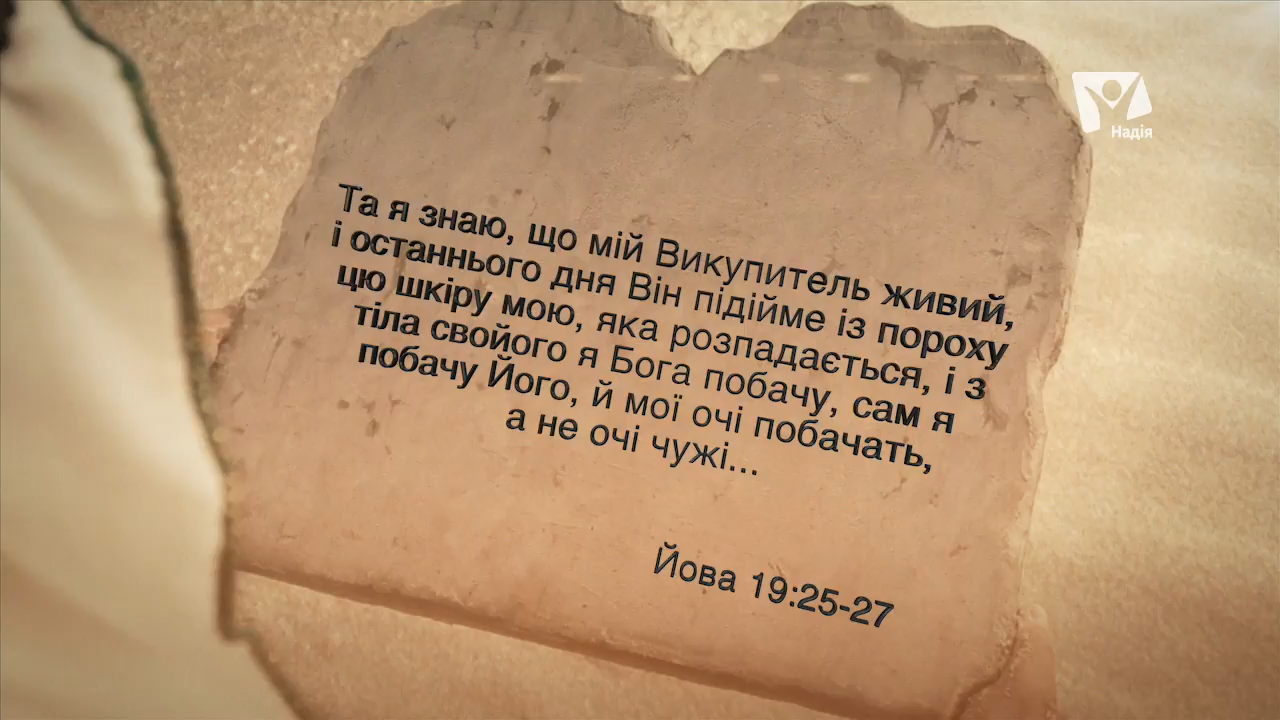 Надія
Та я знаю, що мій Викупитель живий,
і останнього дня Він підійме із пороху
цю шкіру мою, яка розпадається, і з
тіла свойого я Бога побачу, сам я
побачу Його, й мої очі побачать,
а не очі чужі...
Йова 19:25-27